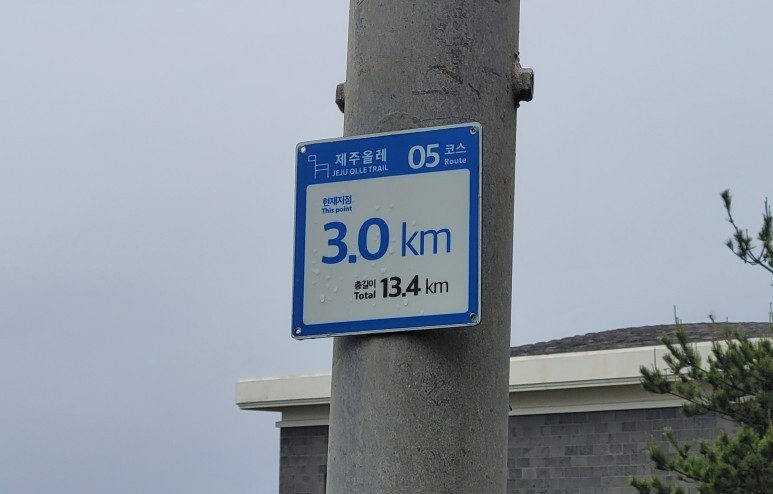 제주올레
JEJU OLLE TRAIL
05 코스
Route
현재지점
This point
3.0 km
총길이
Total 13.4 km